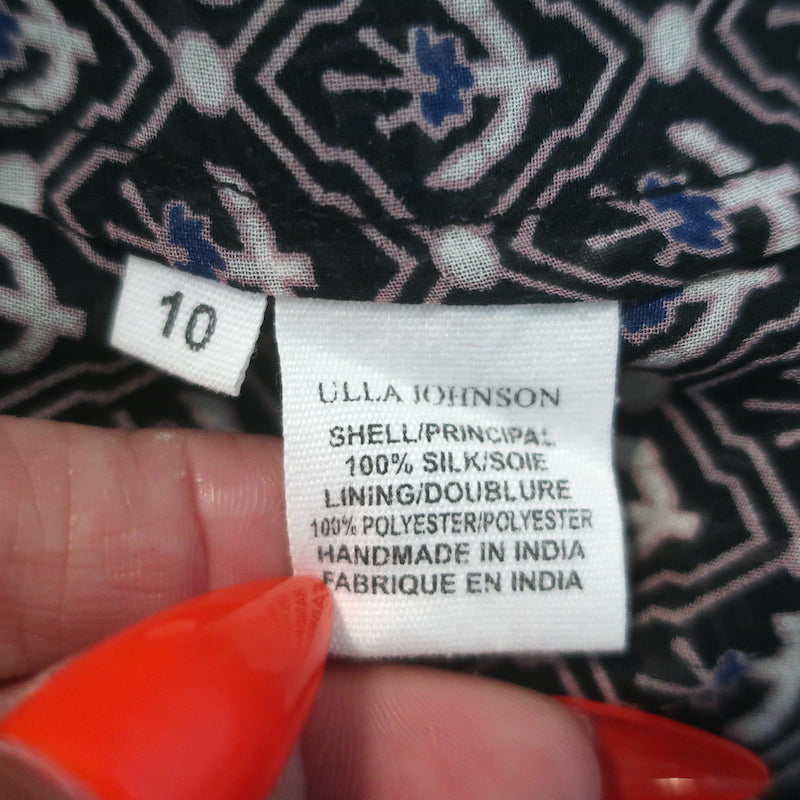 10
ULLA JOHNSON
SHELL/PRINCIPAL
100% SILK/SOIE
LINING/DOUBLURE
100% POLYESTER/POLYESTER
HANDMADE IN INDIA
FABRIQUE EN INDIA